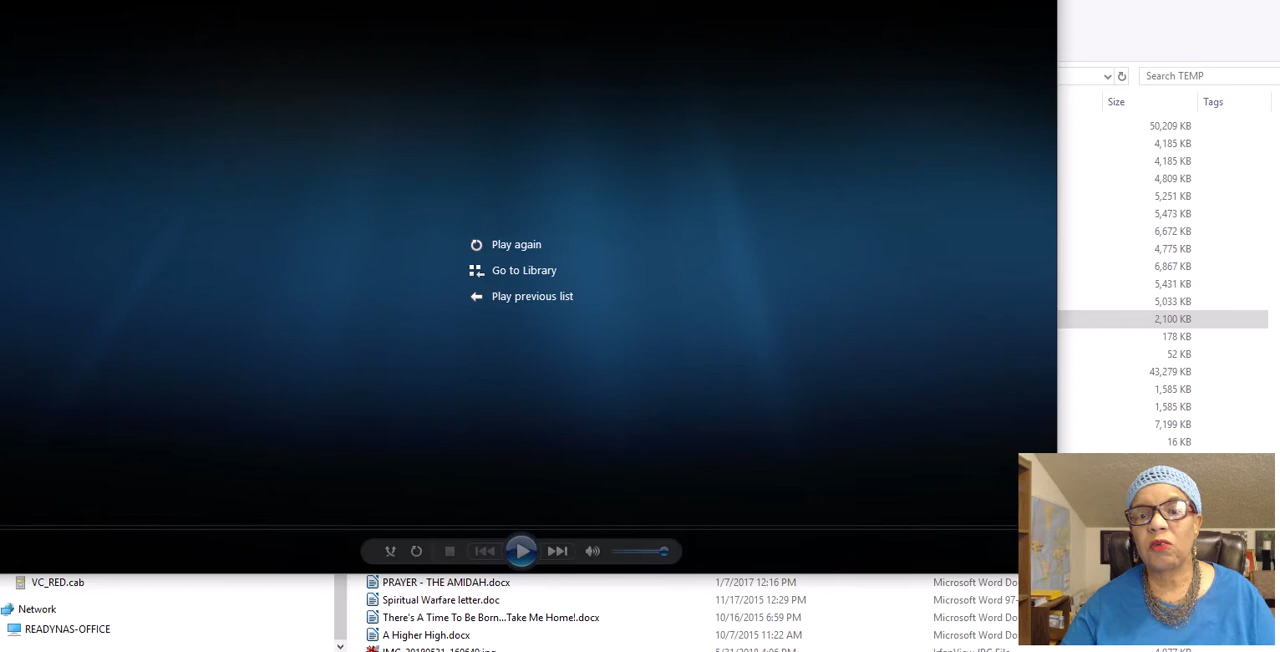 Search TEMP
Size Tags
50,209 KB
4,185 KB
4,185 KB
4,809 KB
5,251 KB
5,473 KB
6,672 KB
4,775 KB
6,867 KB
5,431 KB
5,033 KB
2,100 KB
178 KB
52 KB
43,279 KB
1,585 KB
1,585 KB
7,199 KB
16 KB
Play again
Go to Library
Play previous list
VC_RED.cab
Network
READYNAS-OFFICE
PRAYER - THE AMIDAH.docx 1/7/2017 12:16 PM Microsoft Word Do
Spiritual Warfare letter.doc 11/17/2015 12:29 PM Microsoft Word 97-
There's A Time To Be Born...Take Me Home!.docx 10/16/2015 6:59 PM Microsoft Word Do
A Higher High.docx 10/7/2015 11:22 AM Microsoft Word Do